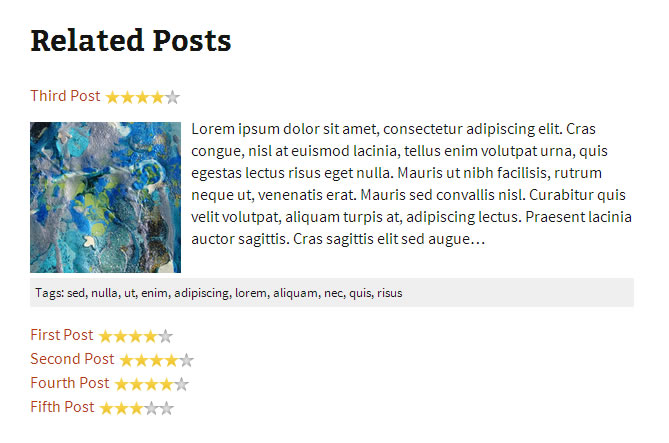 Related Posts
Third Post
Lorem ipsum dolor sit amet, consectetur adipiscing elit. Cras
congue, nisl at euismod lacinia, tellus enim volutpat urna, quis
egestas lectus risus eget nulla. Mauris ut nibh facilisis, rutrum
neque ut, venenatis erat. Mauris sed convallis nisl. Curabitur quis
velit volutpat, aliquam turpis at, adipiscing lectus. Praesent lacinia
auctor sagittis. Cras sagittis elit sed augue…
Tags: sed, nulla, ut, enim, adipiscing, lorem, aliquam, nec, quis, risus
First Post
Second Post
Fourth Post
Fifth Post